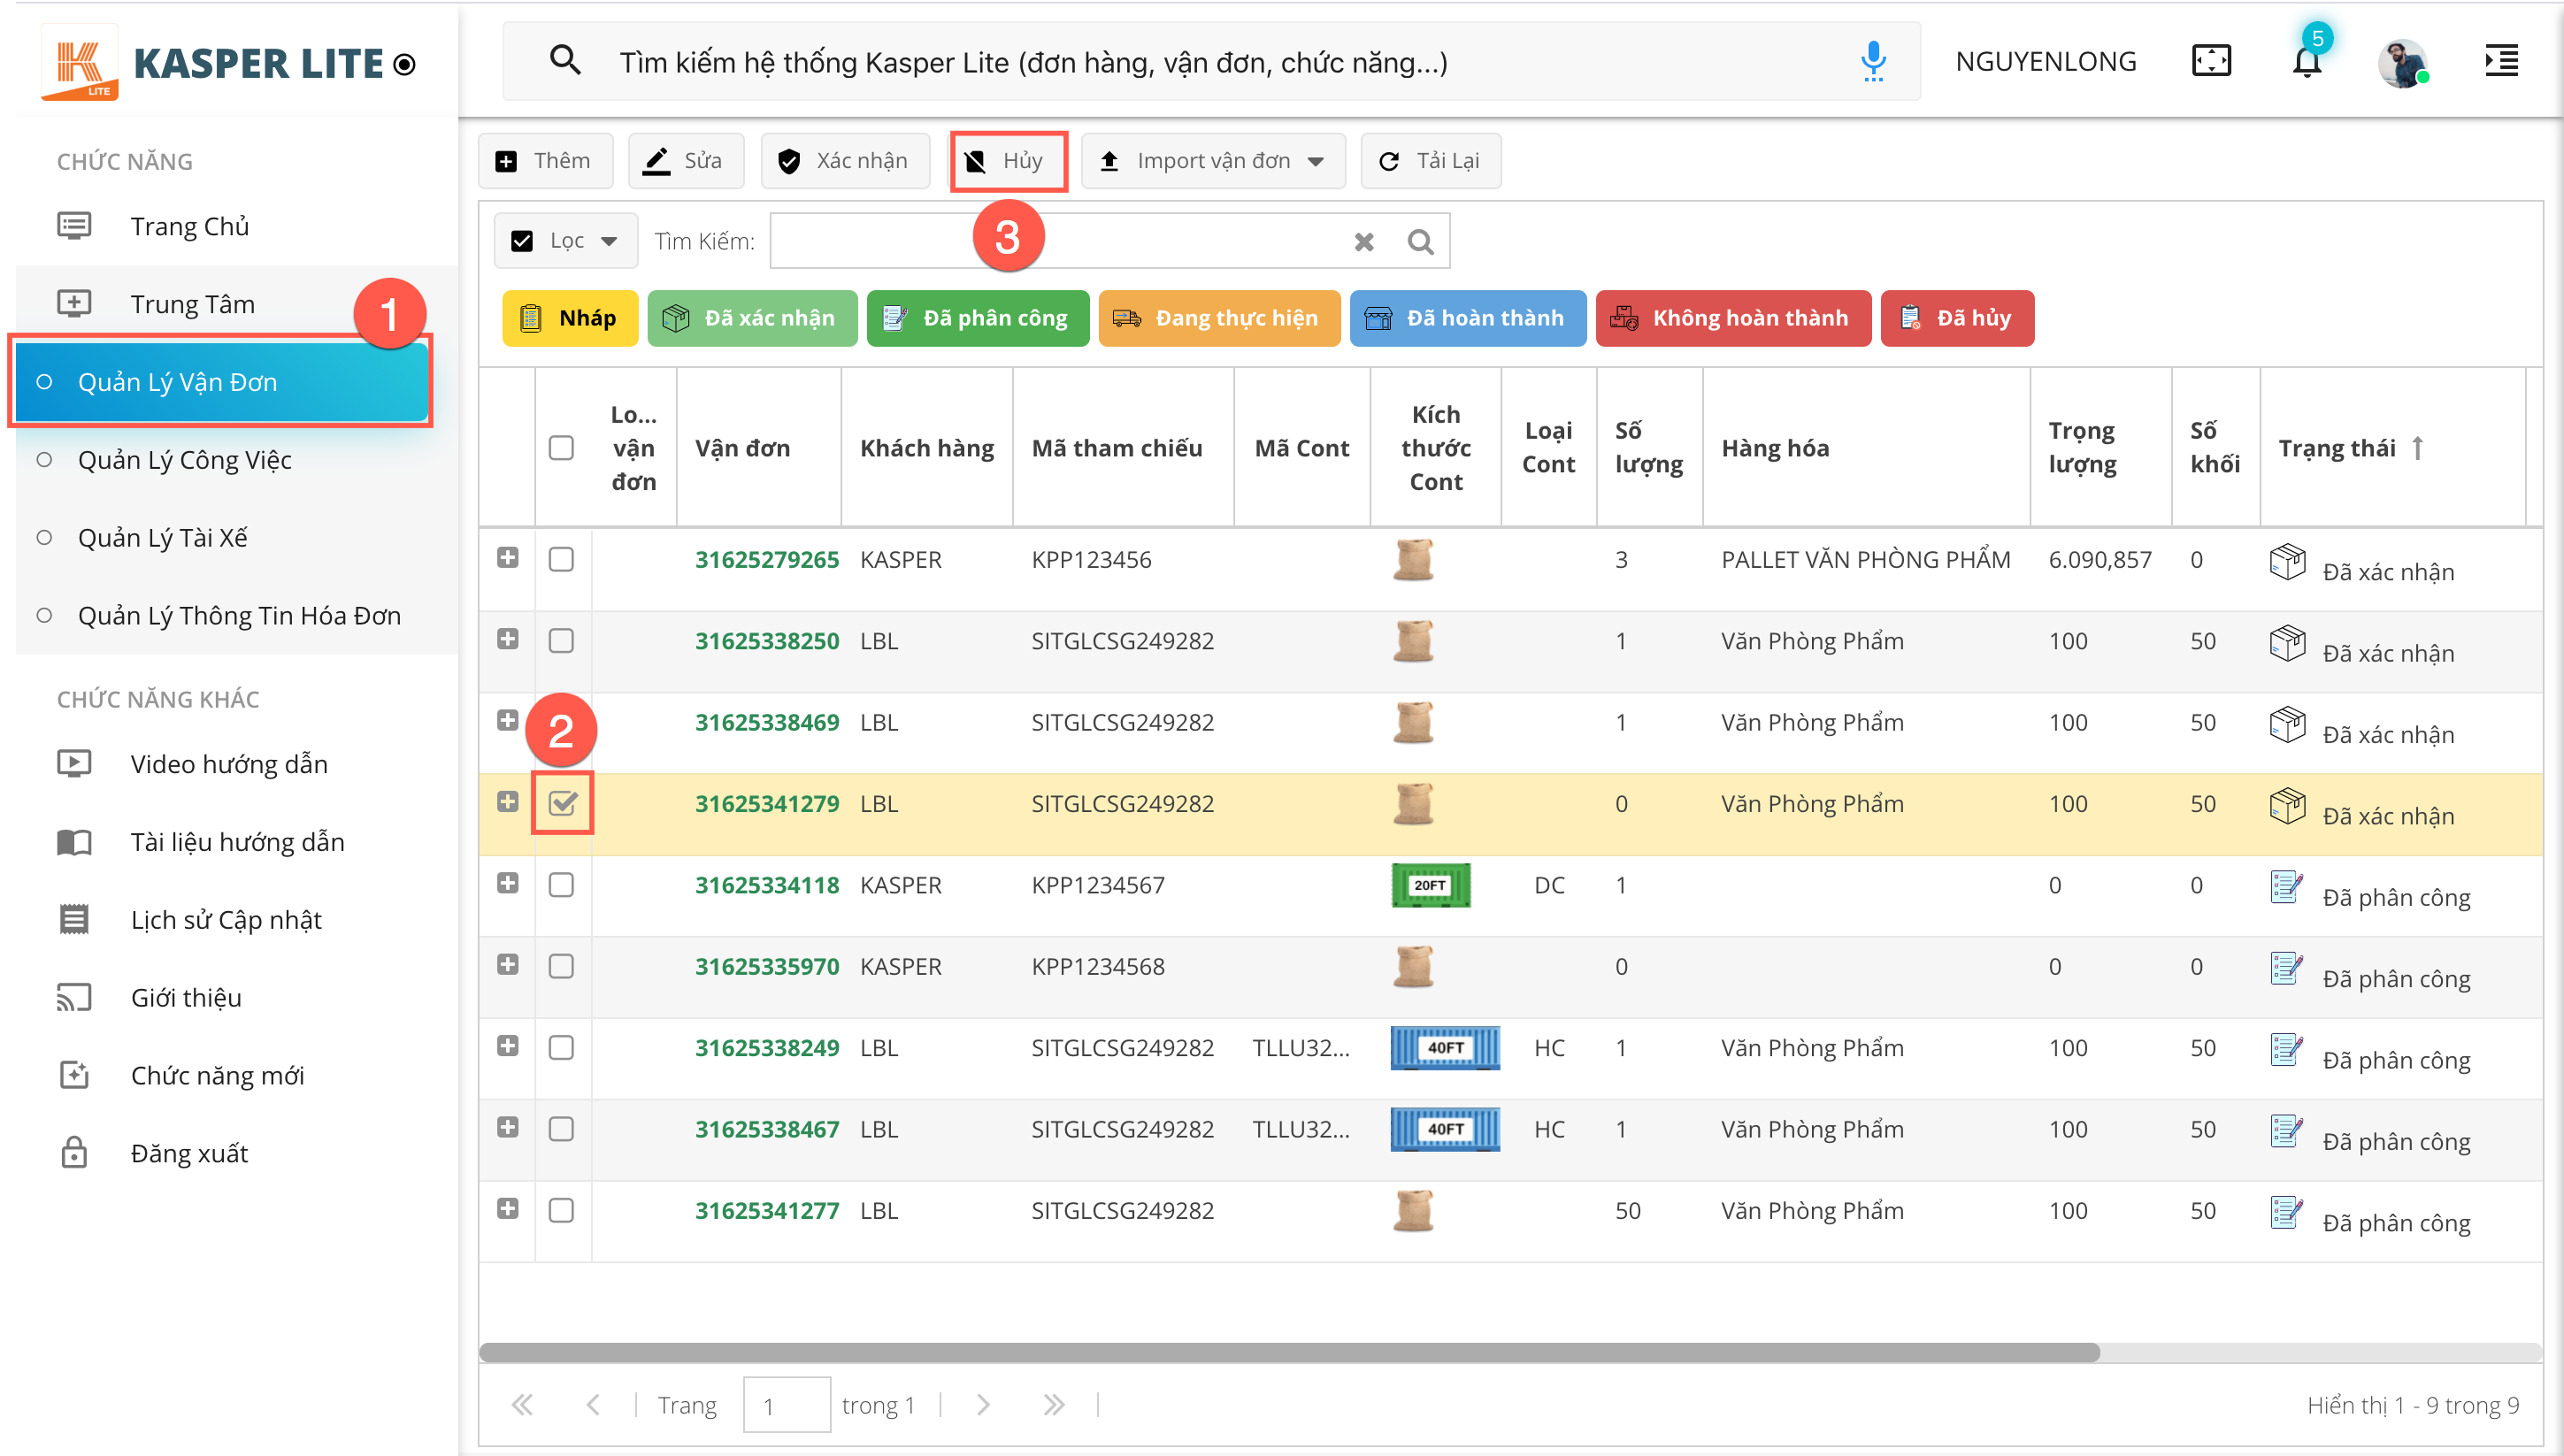 K
LITE
KASPER LITE
Tìm kiếm hệ thống Kasper Lite (đơn hàng, vận đơn, chức năng...)
NGUYENLONG
5
CHỨC NĂNG
Trang Chủ
Trung Tâm
1
Quản Lý Vận Đơn
Quản Lý Công Việc
Quản Lý Tài Xế
Quản Lý Thông Tin Hóa Đơn
CHỨC NĂNG KHÁC
Video hướng dẫn
Tài liệu hướng dẫn
Lịch sử Cập nhật
Giới thiệu
Chức năng mới
Đăng xuất
Thêm
Sửa
Xác nhận
Hủy
Import vận đơn
Tải Lại
3
Lọc
Tìm Kiếm:
Nháp
Đã xác nhận
Đã phân công
Đang thực hiện
Đã hoàn thành
Không hoàn thành
Đã hủy
Lo... vận đơn
Vận đơn
Khách hàng
Mã tham chiếu
Mã Cont
Kích thước Cont
Loại Cont
Số lượng
Hàng hóa
Trọng lượng
Số khối
Trạng thái
31625279265 KASPER KPP123456 3 PALLET VĂN PHÒNG PHẨM 6.090,857 0 Đã xác nhận
31625338250 LBL SITGLCSG249282 1 Văn Phòng Phẩm 100 50 Đã xác nhận
2
31625338469 LBL SITGLCSG249282 1 Văn Phòng Phẩm 100 50 Đã xác nhận
31625341279 LBL SITGLCSG249282 0 Văn Phòng Phẩm 100 50 Đã xác nhận
31625334118 KASPER KPP1234567 20FT DC 1 0 0 Đã phân công
31625335970 KASPER KPP1234568 0 0 0 Đã phân công
31625338249 LBL SITGLCSG249282 TLLU32... 40FT HC 1 Văn Phòng Phẩm 100 50 Đã phân công
31625338467 LBL SITGLCSG249282 TLLU32... 40FT HC 1 Văn Phòng Phẩm 100 50 Đã phân công
31625341277 LBL SITGLCSG249282 50 Văn Phòng Phẩm 100 50 Đã phân công
Trang 1 trong 1
Hiển thị 1 - 9 trong 9